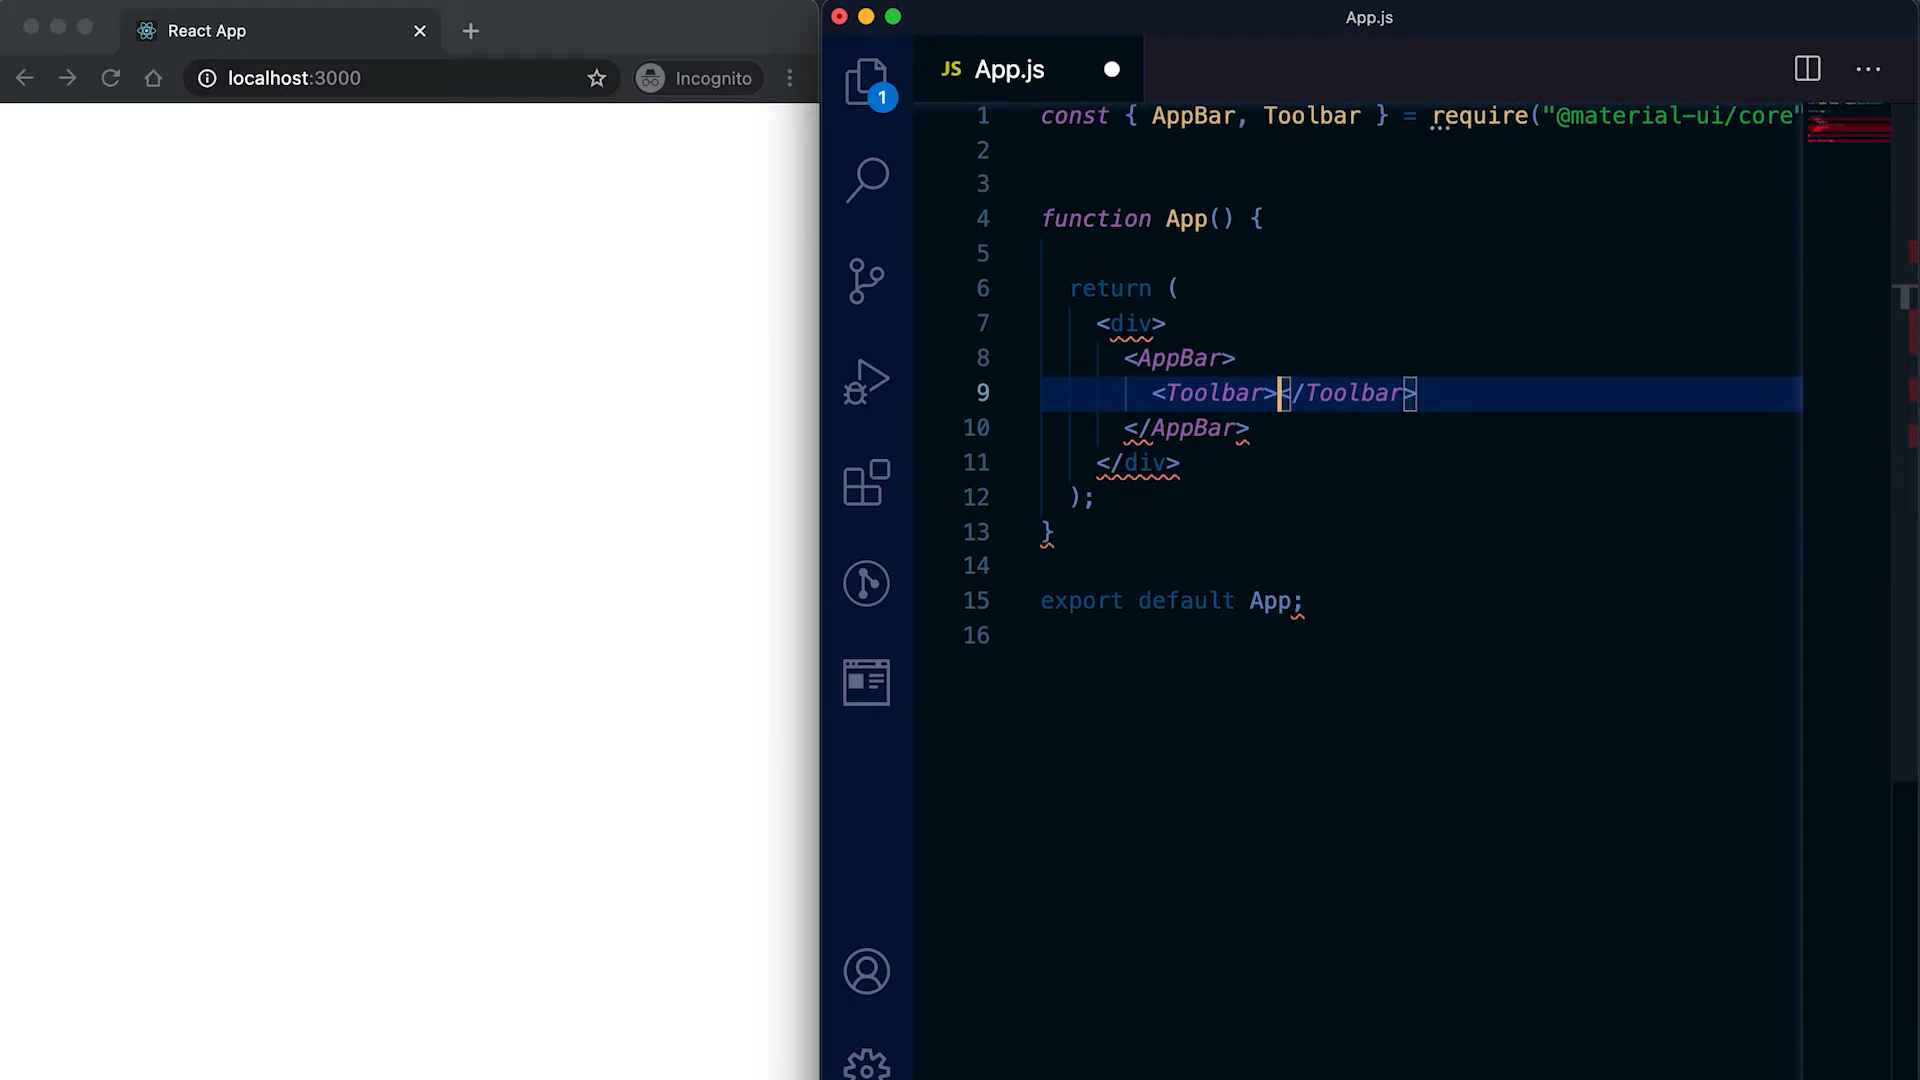 React App
localhost:3000
Incognito
App.js
JS App.js
1
1 const { AppBar, Toolbar } = require("@material-ui/core"
2
3
4 function App() {
5
6 return (
7 <div>
8 <AppBar>
9 <Toolbar></Toolbar>
10 </AppBar>
11 </div>
12 );
13 }
14
15 export default App;
16